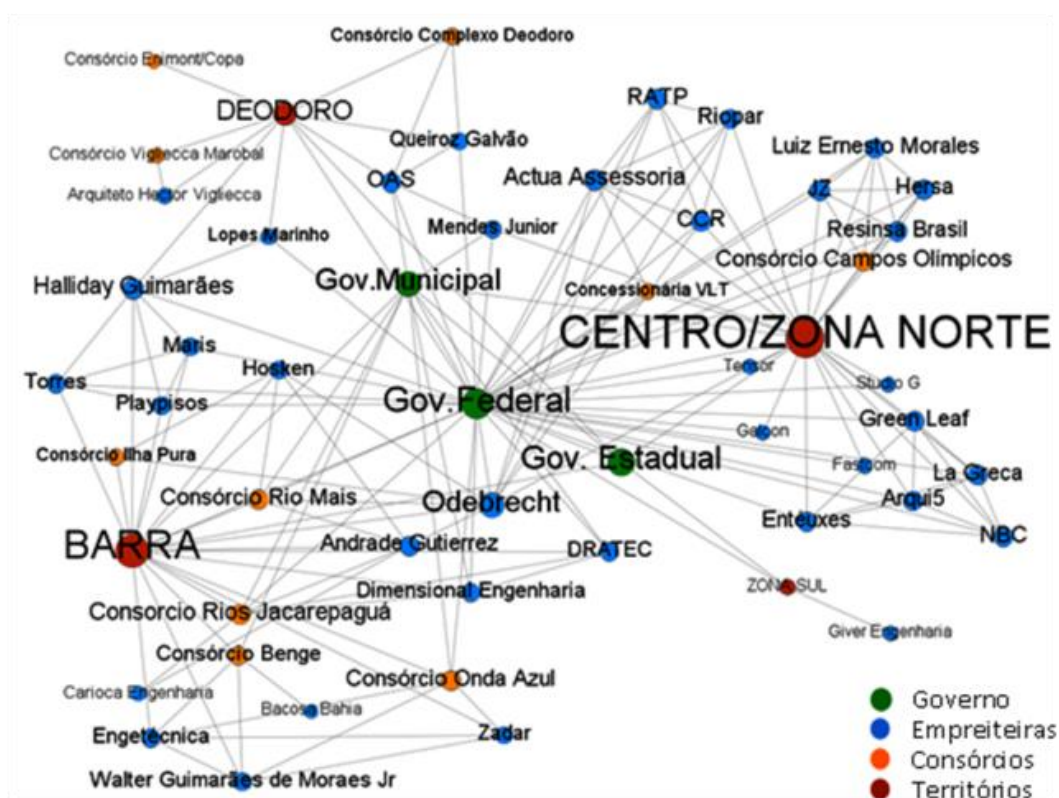 Consórcio Complexo Deodoro
Consórcio Enimont/Copa
RATP
DEODORO
Riopar
Queiroz Galvão
Luiz Ernesto Morales
Consórcio Vigliecca Marobal
OAS
Actua Assessoria
JZ
Hersa
Arquiteto Hector Vigliecca
CCR
Mendes Junior
Resinsa Brasil
Lopes Marinho
Consórcio Campos Olímpicos
Gov.Municipal
Halliday Guimarães
Concessionária VLT
CENTRO/ZONA NORTE
Maris
Hosken
Tensor
Torres
Studio G
Playpisos
Gov.Federal
Green Leaf
Gov. Estadual
Consórcio Ilha Pura
Fastcom
La Greca
Consórcio Rio Mais
Odebrecht
Arqui5
Enteuxes
NBC
BARRA
Andrade Gutierrez
DRATEC
Dimensional Engenharia
ZONA SUL
Consorcio Rios Jacarepaguá
Giver Engenharia
Consórcio Benge
Consórcio Onda Azul
Carioca Engenharia
Governo
Bacosa Bahia
Empreiteiras
Engetécnica
Zadar
Consórcios
Walter Guimarães de Moraes Jr
Territórios